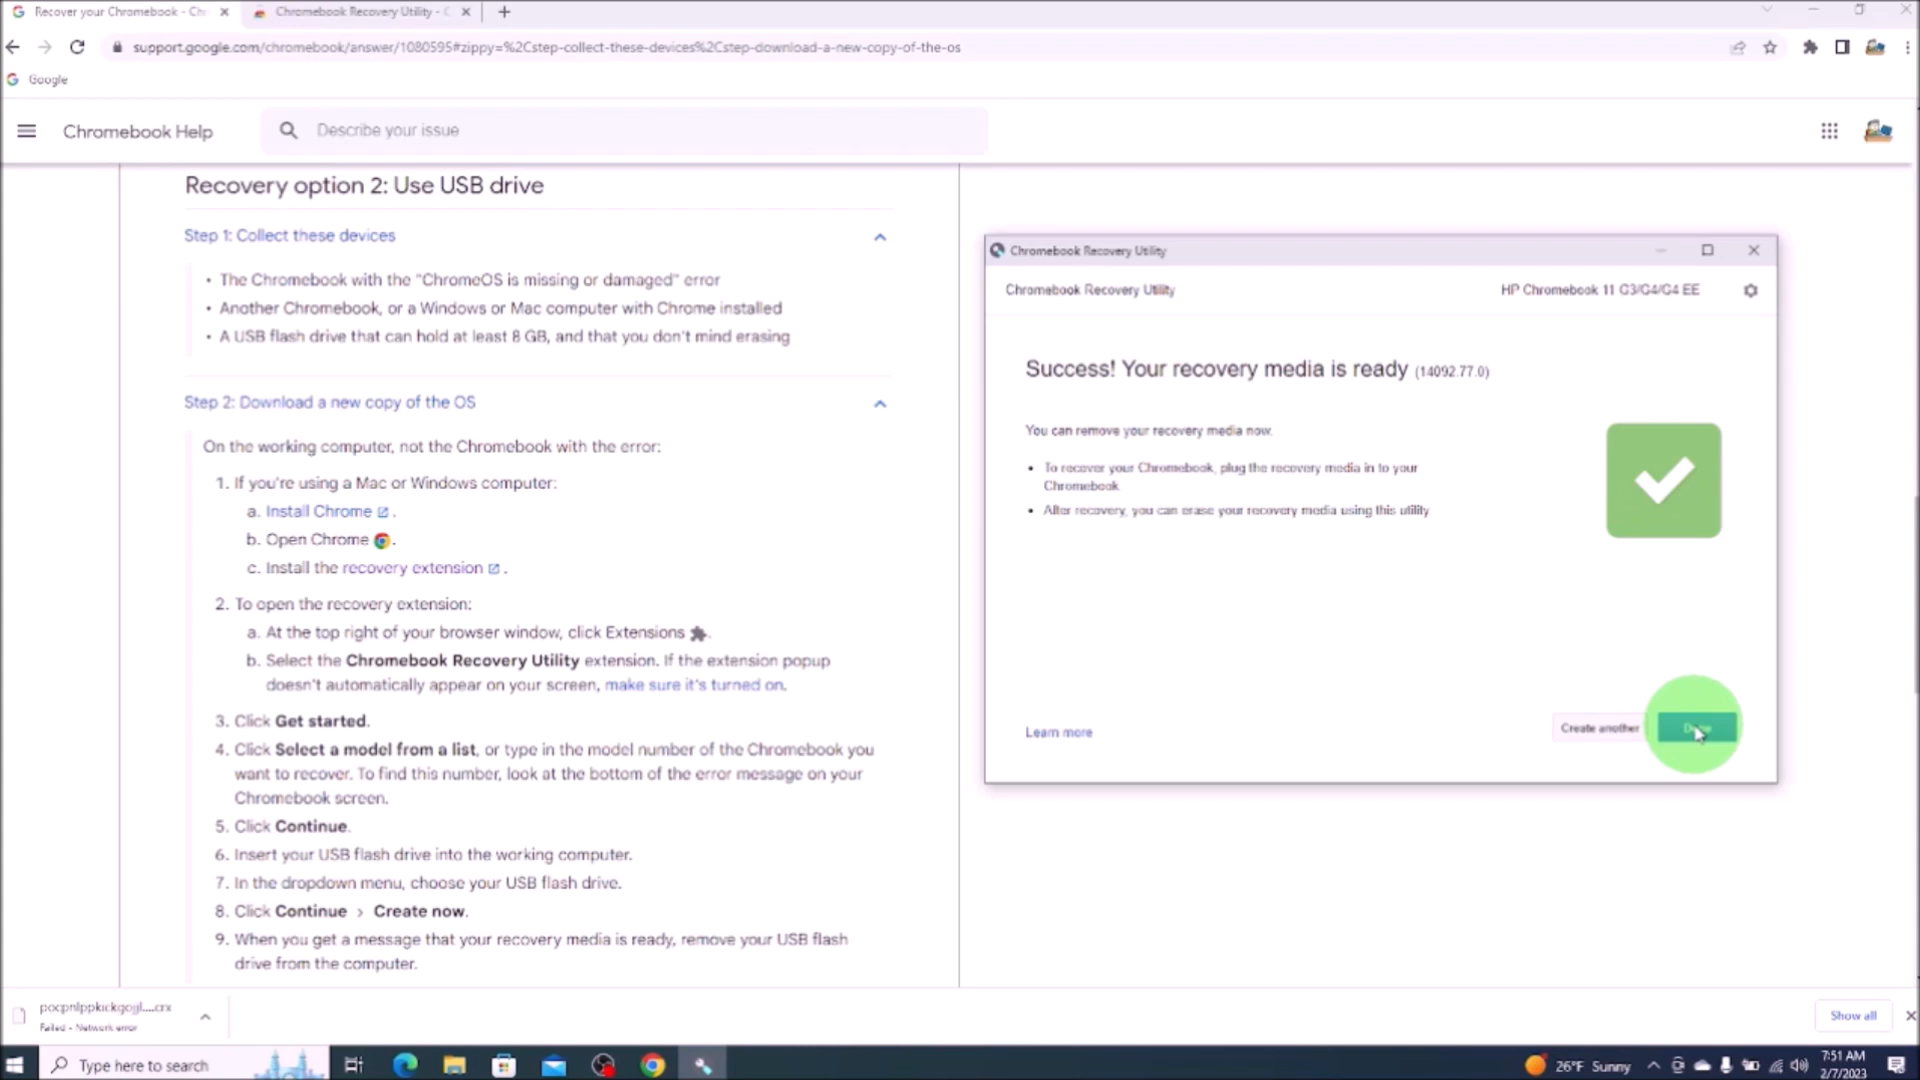 Recover your Chromebook - Ch
Chromebook Recovery Utility - C
support.google.com/chromebook/answer/1080595#zippy=%2Cstep-collect-these-devices%2Cstep-download-a-new-copy-of-the-os
Google
Chromebook Help
Describe your issue
Recovery option 2: Use USB drive
Step 1: Collect these devices
• The Chromebook with the "ChromeOS is missing or damaged" error
• Another Chromebook, or a Windows or Mac computer with Chrome installed
• A USB flash drive that can hold at least 8 GB, and that you don't mind erasing
Step 2: Download a new copy of the OS
On the working computer, not the Chromebook with the error:
1. If you're using a Mac or Windows computer:
a. Install Chrome .
b. Open Chrome .
c. Install the recovery extension .
2. To open the recovery extension:
a. At the top right of your browser window, click Extensions .
b. Select the Chromebook Recovery Utility extension. If the extension popup
doesn't automatically appear on your screen, make sure it's turned on.
3. Click Get started.
4. Click Select a model from a list, or type in the model number of the Chromebook you
want to recover. To find this number, look at the bottom of the error message on your
Chromebook screen.
5. Click Continue.
6. Insert your USB flash drive into the working computer.
7. In the dropdown menu, choose your USB flash drive.
8. Click Continue > Create now.
9. When you get a message that your recovery media is ready, remove your USB flash
drive from the computer.
Chromebook Recovery Utility
Chromebook Recovery Utility
HP Chromebook 11 G3/G4/G4 EE
Success! Your recovery media is ready (14092.77.0)
You can remove your recovery media now.
• To recover your Chromebook, plug the recovery media in to your
Chromebook
• After recovery, you can erase your recovery media using this utility
Learn more
Create another
Failed - Network error
Show all
Type here to search
26°F Sunny
7:51 AM
2/7/2023